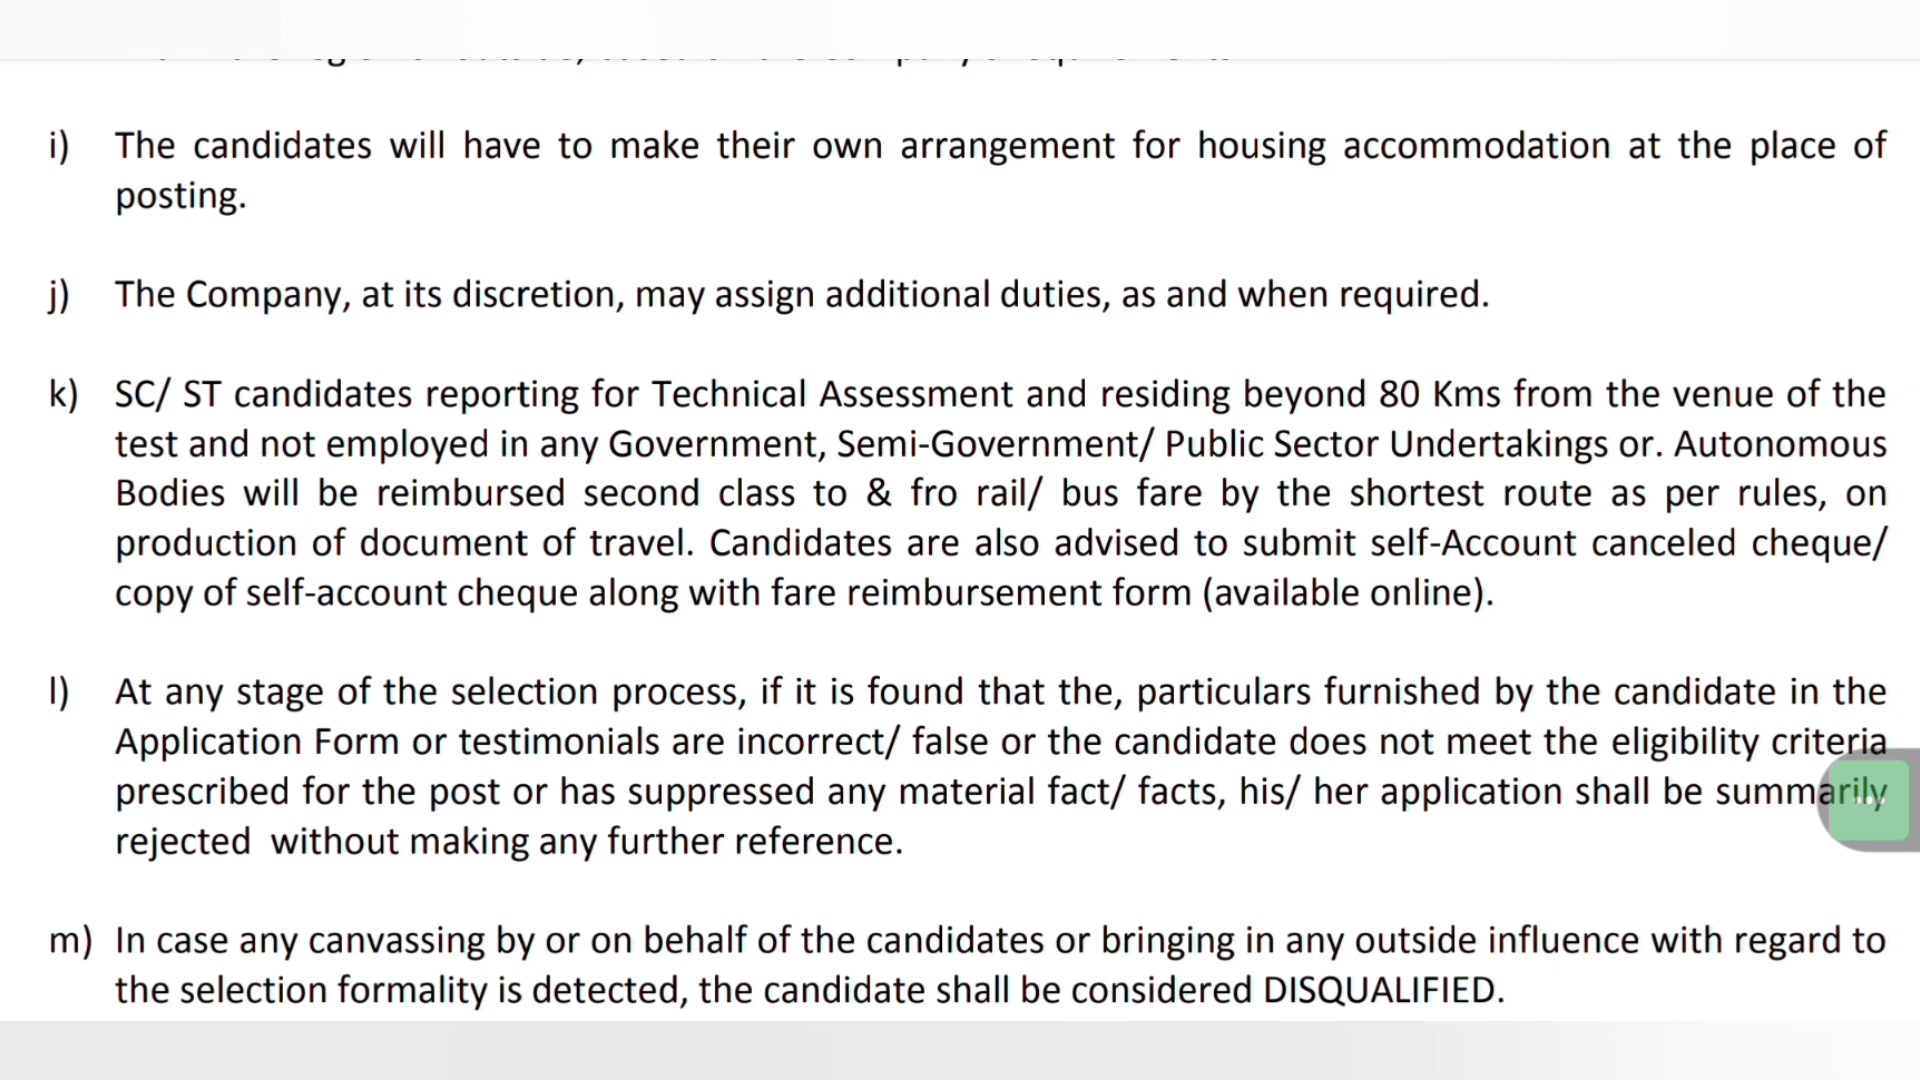 i) The candidates will have to make their own arrangement for housing accommodation at the place of
posting.
j) The Company, at its discretion, may assign additional duties, as and when required.
k) SC/ ST candidates reporting for Technical Assessment and residing beyond 80 Kms from the venue of the
test and not employed in any Government, Semi-Government/ Public Sector Undertakings or. Autonomous
Bodies will be reimbursed second class to & fro rail/ bus fare by the shortest route as per rules, on
production of document of travel. Candidates are also advised to submit self-Account canceled cheque/
copy of self-account cheque along with fare reimbursement form (available online).
l) At any stage of the selection process, if it is found that the, particulars furnished by the candidate in the
Application Form or testimonials are incorrect/ false or the candidate does not meet the eligibility criteria
prescribed for the post or has suppressed any material fact/ facts, his/ her application shall be summarily
rejected  without making any further reference.
m) In case any canvassing by or on behalf of the candidates or bringing in any outside influence with regard to
the selection formality is detected, the candidate shall be considered DISQUALIFIED.